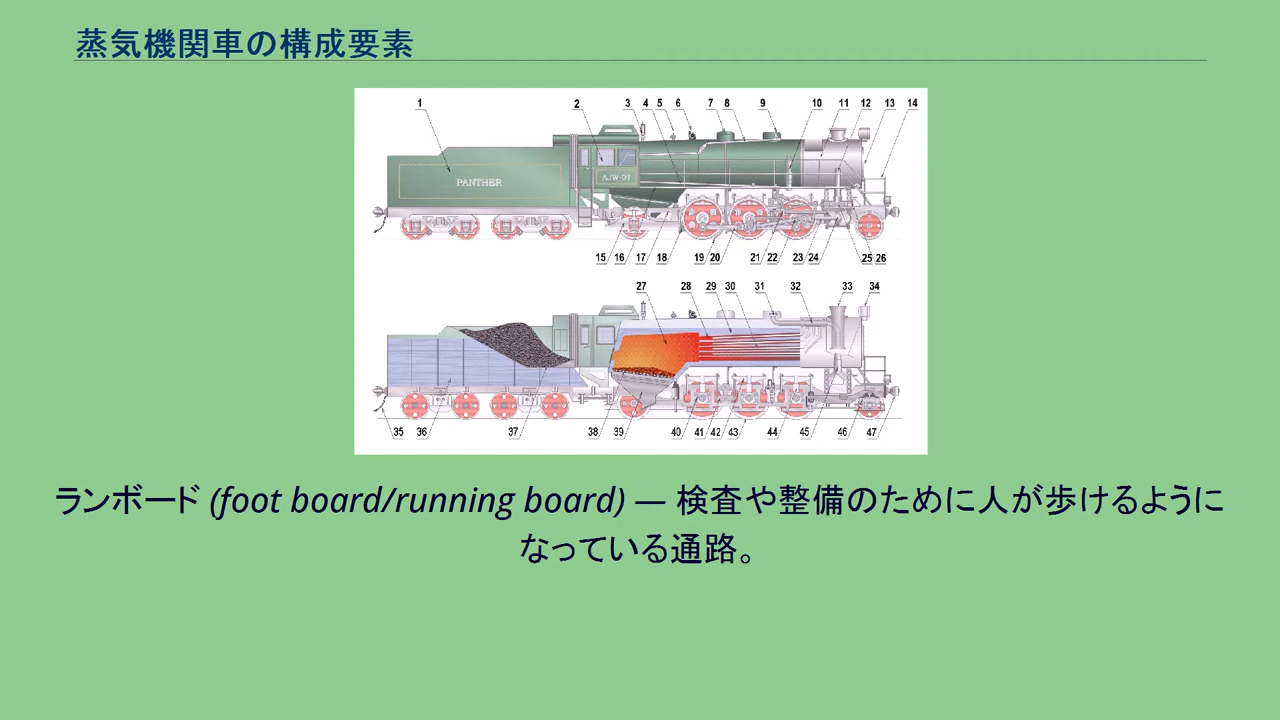 蒸気機関車の構成要素
1 2 3 4 5 6 7 8 9 10 11 12 13 14
PANTHER
AJW-01
15 16 17 18 19 20 21 22 23 24 25 26
27 28 29 30 31 32 33 34
35 36 37 38 39 40 41 42 43 44 45 46 47
ランボード (foot board/running board) — 検査や整備のために人が歩けるように
なっている通路。